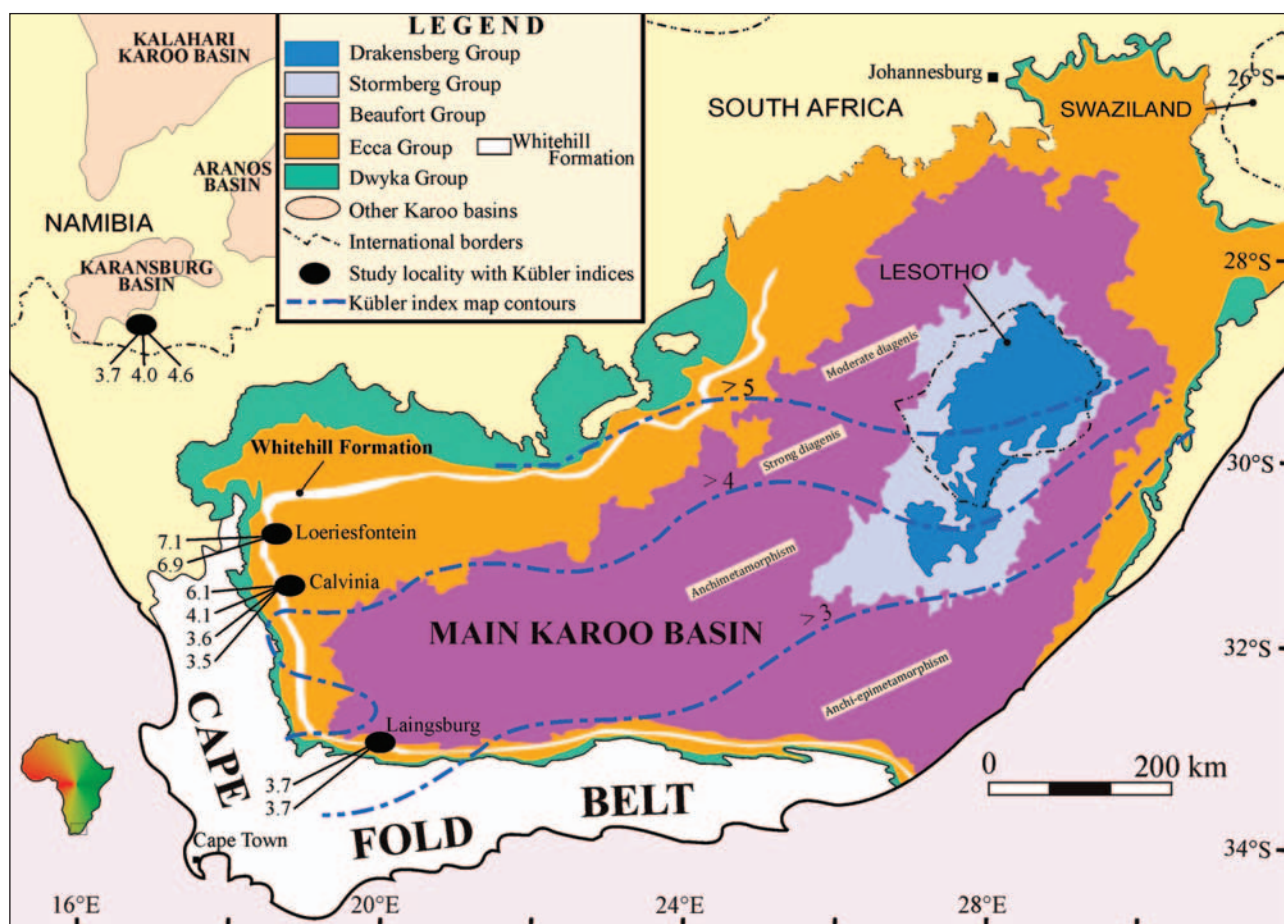 LEGEND
Drakensberg Group
Stormberg Group
Beaufort Group
Ecca Group
Whitehill
Formation
Dwyka Group
Other Karoo basins
International borders
Study locality with Kübler indices
Kübler index map contours
KALAHARI
KAROO BASIN
ARANOS
BASIN
NAMIBIA
KARANSBURG
BASIN
3.7
4.0
4.6
Johannesburg
SOUTH AFRICA
SWAZILAND
26°S
28°S
LESOTHO
Moderate diagenis
> 5
Whitehill Formation
Strong diagenis
30°S
> 4
Loeriesfontein
7.1
6.9
Anchimetamorphism
Calvinia
6.1
4.1
3.6
3.5
> 3
MAIN KAROO BASIN
32°S
Anchi-epimetamorphism
Laingsburg
3.7
3.7
CAPE
FOLD
BELT
0
200 km
Cape Town
34°S
16°E
20°E
24°E
28°E